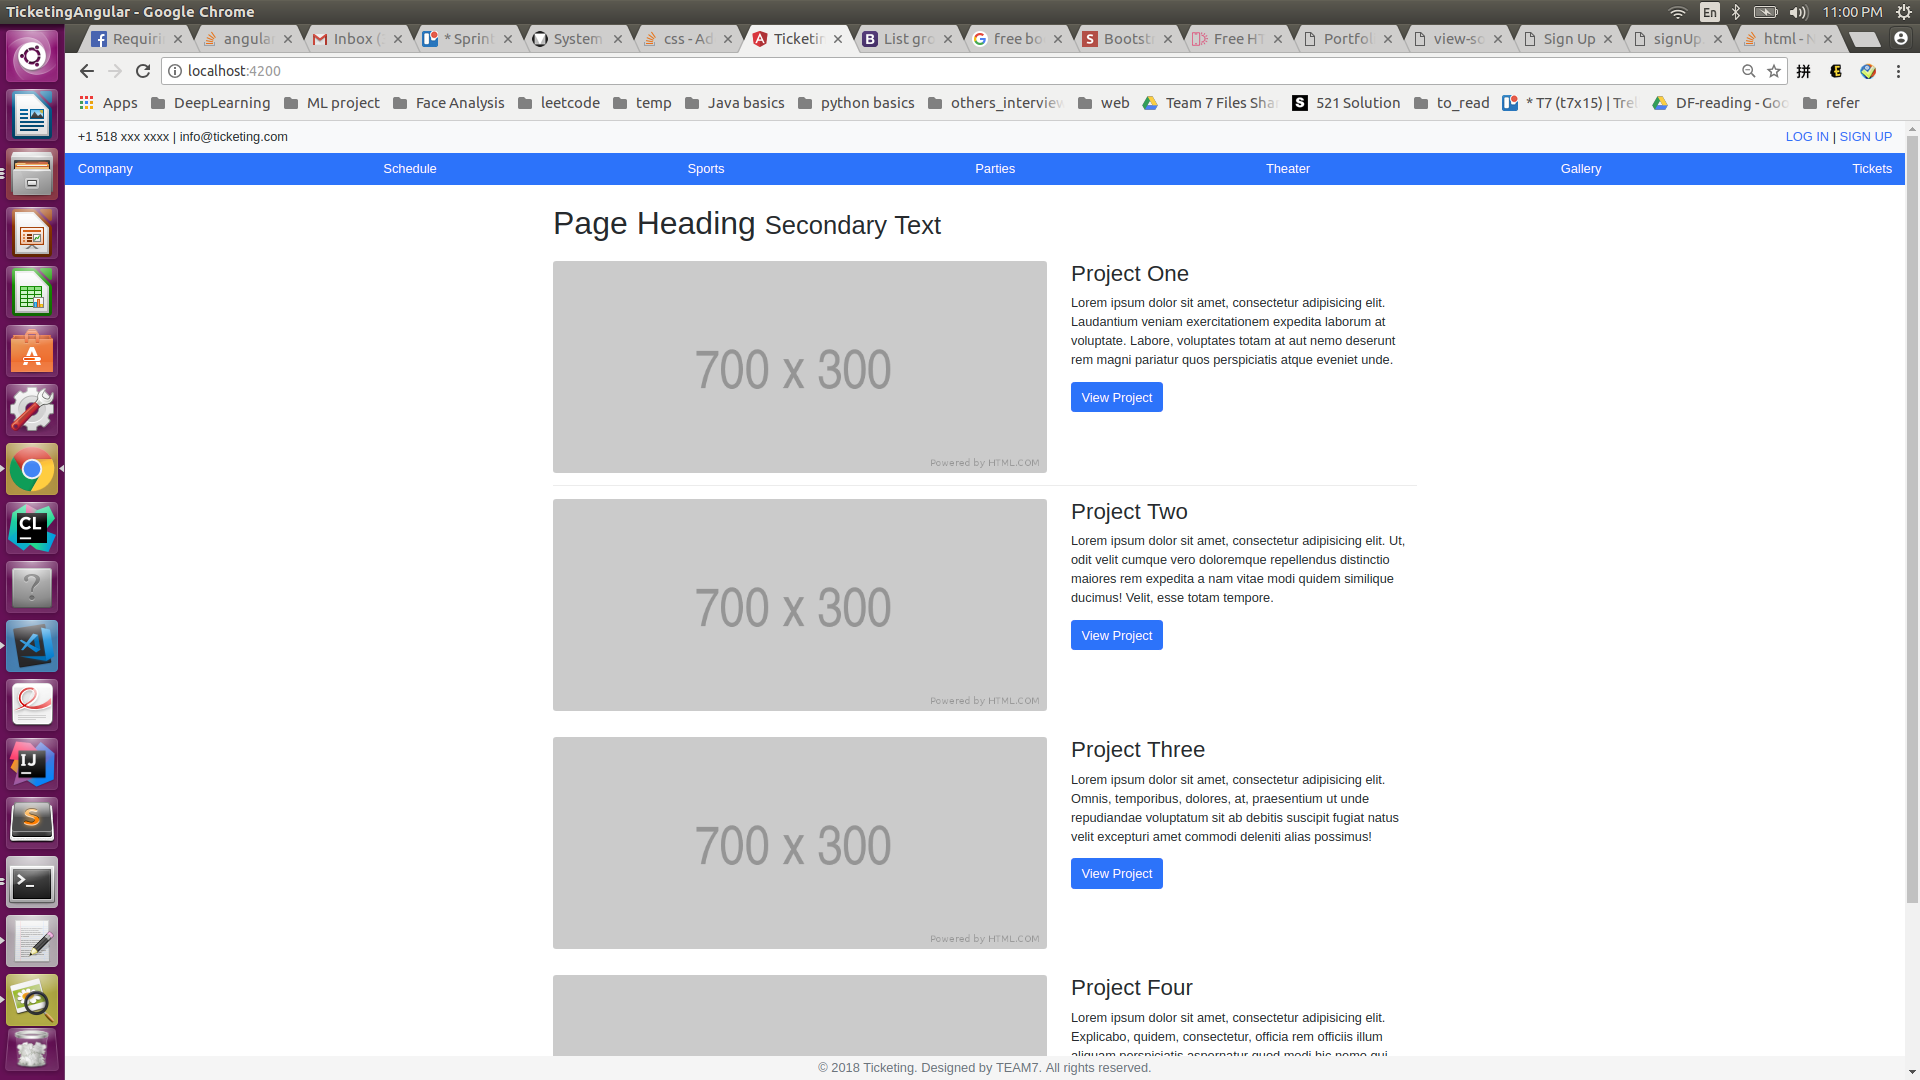 TicketingAngular - Google Chrome
En
11:00 PM
Requirin
angular
Inbox (
* Sprint
System
css - Ad
Ticketin
List gro
free bo
Bootst
Free HT
Portfol
view-so
Sign Up
signUp
html - N
localhost:4200
Apps
DeepLearning
ML project
Face Analysis
leetcode
temp
Java basics
python basics
others_interview
web
Team 7 Files Shar
521 Solution
to_read
* T7 (t7x15) | Trel
DF-reading - Goo
refer
+1 518 xxx xxxx | info@ticketing.com
LOG IN | SIGN UP
Company
Schedule
Sports
Parties
Theater
Gallery
Tickets
Page Heading Secondary Text
700 x 300
Powered by HTML.COM
Project One
Lorem ipsum dolor sit amet, consectetur adipisicing elit.
Laudantium veniam exercitationem expedita laborum at
voluptate. Labore, voluptates totam at aut nemo deserunt
rem magni pariatur quos perspiciatis atque eveniet unde.
View Project
700 x 300
Powered by HTML.COM
Project Two
Lorem ipsum dolor sit amet, consectetur adipisicing elit. Ut,
odit velit cumque vero doloremque repellendus distinctio
maiores rem expedita a nam vitae modi quidem similique
ducimus! Velit, esse totam tempore.
View Project
700 x 300
Powered by HTML.COM
Project Three
Lorem ipsum dolor sit amet, consectetur adipisicing elit.
Omnis, temporibus, dolores, at, praesentium ut unde
repudiandae voluptatum sit ab debitis suscipit fugiat natus
velit excepturi amet commodi deleniti alias possimus!
View Project
Project Four
Lorem ipsum dolor sit amet, consectetur adipisicing elit.
Explicabo, quidem, consectetur, officia rem officiis illum
aliquam perspiciatis aspernatur quod modi hic nemo qui
© 2018 Ticketing. Designed by TEAM7. All rights reserved.